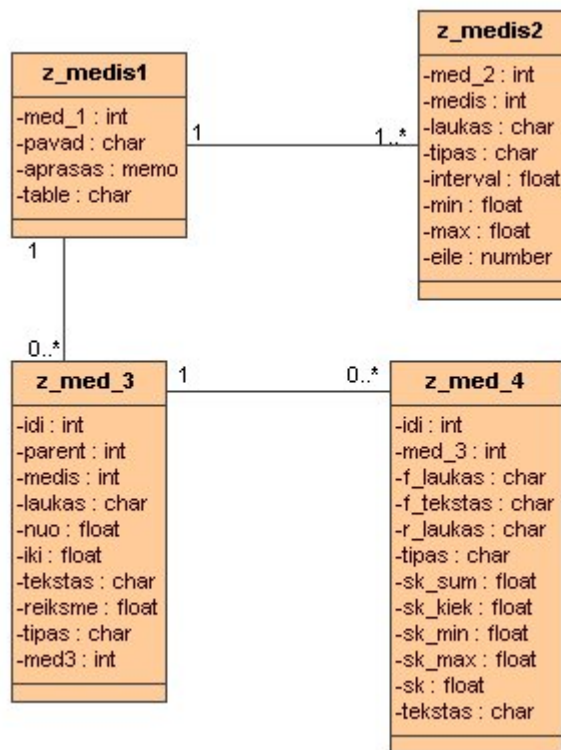 z_medis1
-med_1 : int
-pavad : char
-aprasas : memo
-table : char
1
1..*
z_medis2
-med_2 : int
-medis : int
-laukas : char
-tipas : char
-interval : float
-min : float
-max : float
-eile : number
1
0..*
z_med_3
-idi : int
-parent : int
-medis : int
-laukas : char
-nuo : float
-iki : float
-tekstas : char
-reiksme : float
-tipas : char
-med3 : int
1
0..*
z_med_4
-idi : int
-med_3 : int
-f_laukas : char
-f_tekstas : char
-r_laukas : char
-tipas : char
-sk_sum : float
-sk_kiek : float
-sk_min : float
-sk_max : float
-sk : float
-tekstas : char